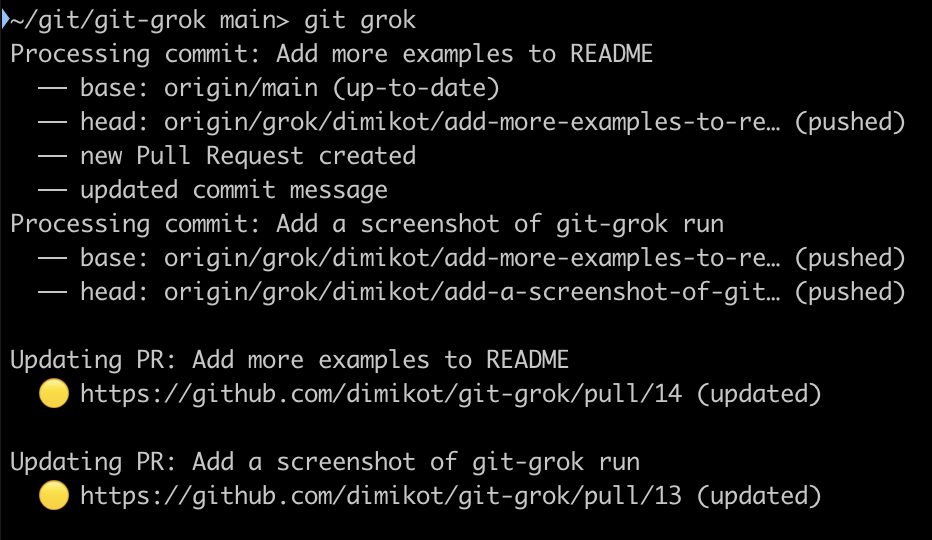 ~/git/git-grok main> git grok
Processing commit: Add more examples to README
── base: origin/main (up-to-date)
── head: origin/grok/dimikot/add-more-examples-to-re… (pushed)
── new Pull Request created
── updated commit message
Processing commit: Add a screenshot of git-grok run
── base: origin/grok/dimikot/add-more-examples-to-re… (pushed)
── head: origin/grok/dimikot/add-a-screenshot-of-git… (pushed)
Updating PR: Add more examples to README
🟡 https://github.com/dimikot/git-grok/pull/14 (updated)
Updating PR: Add a screenshot of git-grok run
🟡 https://github.com/dimikot/git-grok/pull/13 (updated)